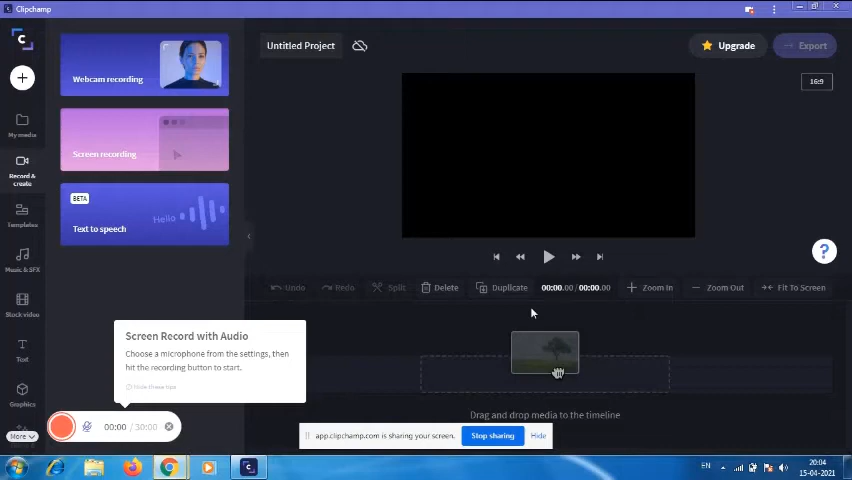 Clipchamp
Untitled Project
Upgrade
Export
Webcam recording
16:9
My media
Screen recording
Record &
create
BETA
Hello
Text to speech
Templates
Music & SFX
Undo
Redo
Split
Delete
Duplicate
00:00.00 / 00:00.00
Zoom In
Zoom Out
Fit To Screen
Stock video
Screen Record with Audio
Choose a microphone from the settings, then
hit the recording button to start.
Hide these tips
Text
Graphics
Drag and drop media to the timeline
00:00 / 30:00
More
app.clipchamp.com is sharing your screen.
Stop sharing
Hide
EN
20:04
15-04-2021